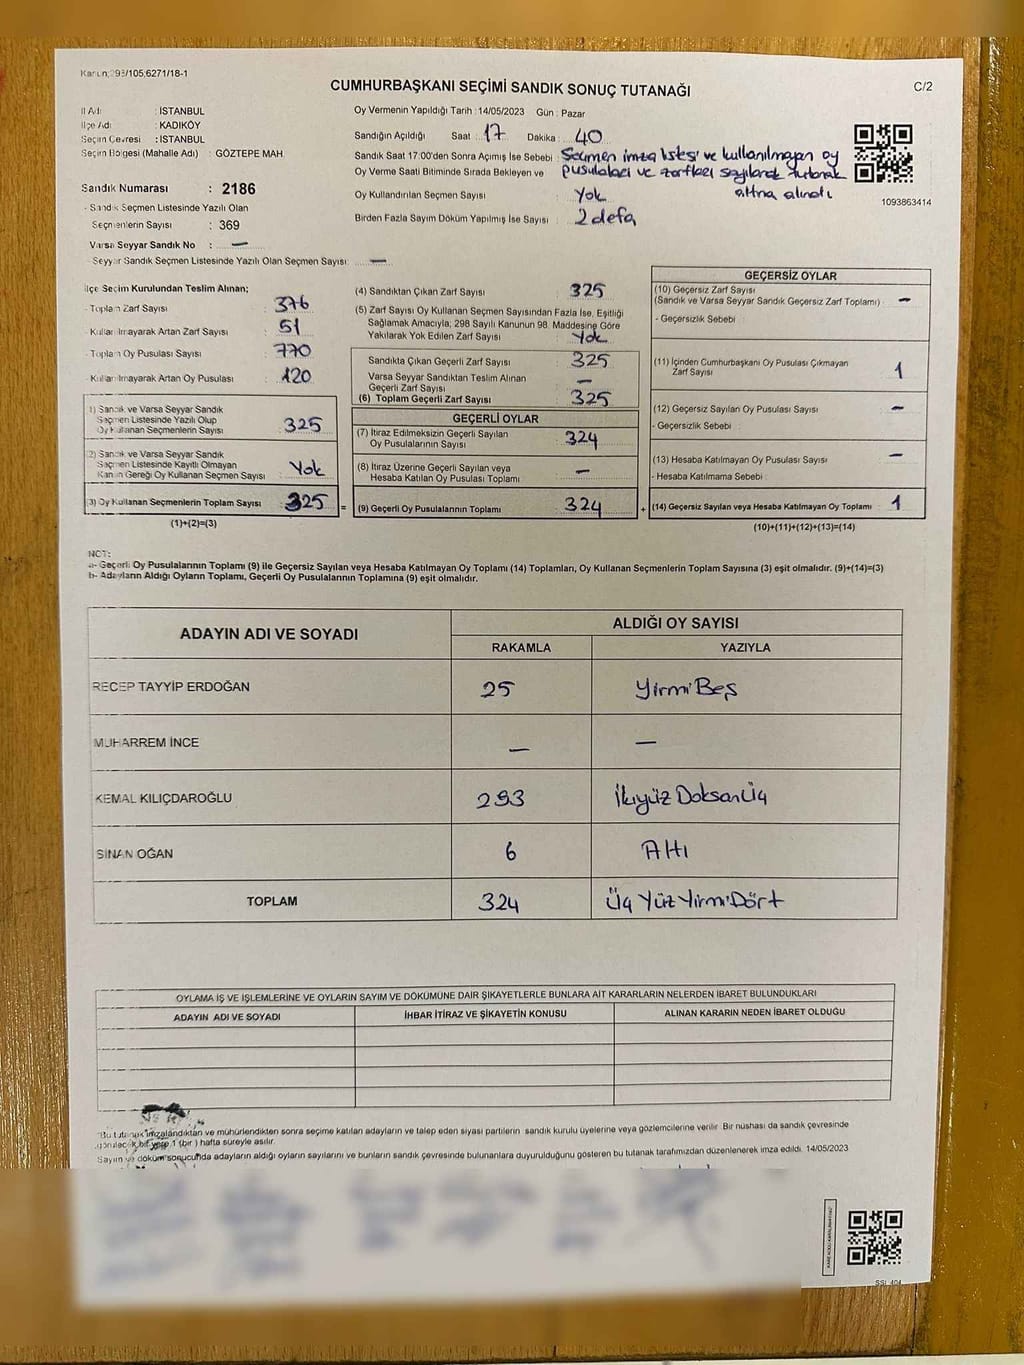 C/2
CUMHURBAŞKANI SEÇİMİ SANDIK SONUÇ TUTANAĞI
İl Adı : İSTANBUL
İlçe Adı : KADIKÖY
Seçim Çevresi : İSTANBUL
Seçim Bölgesi (Mahalle Adı) : GÖZTEPE MAH.
Sandık Numarası : 2186
- Sandık Seçmen Listesinde Yazılı Olan
Seçmenlerin Sayısı : 369
Varsa Seyyar Sandık No : —
- Seyyar Sandık Seçmen Listesinde Yazılı Olan Seçmen Sayısı: —
Oy Vermenin Yapıldığı Tarih : 14/05/2023 Gün : Pazar
Sandığın Açıldığı Saat : 17 Dakika : 40
Sandık Saat 17:00'den Sonra Açımış İse Sebebi : Seçmen imza listesi ve kullanılmayan oy
Oy Verme Saati Bitiminde Sırada Bekleyen ve pusulaları ve zarfları sayılarak tutanak
altına alındı
Oy Kullandırılan Seçmen Sayısı : Yok
Birden Fazla Sayım Döküm Yapılmış İse Sayısı : 2 defa
1093863414
İlçe Seçim Kurulundan Teslim Alınan;
- Toplam Zarf Sayısı : 376
- Kullanılmayarak Artan Zarf Sayısı : 51
- Toplam Oy Pusulası Sayısı : 770
- Kullanılmayarak Artan Oy Pusulası : 120
1) Sandık ve Varsa Seyyar Sandık
Seçmen Listesinde Yazılı Olup
Oy Kullanan Seçmenlerin Sayısı : 325
(2) Sandık ve Varsa Seyyar Sandık
Seçmen Listesinde Kayıtlı Olmayan
Kanun Gereği Oy Kullanan Seçmen Sayısı : Yok
(3) Oy Kullanan Seçmenlerin Toplam Sayısı : 325
(1)+(2)=(3)
(4) Sandıktan Çıkan Zarf Sayısı : 325
(5) Zarf Sayısı Oy Kullanan Seçmen Sayısından Fazla İse, Eşitliği
Sağlamak Amacıyla, 298 Sayılı Kanunun 98. Maddesine Göre
Yakılarak Yok Edilen Zarf Sayısı : Yok
Sandıkta Çıkan Geçerli Zarf Sayısı : 325
Varsa Seyyar Sandıktan Teslim Alınan
Geçerli Zarf Sayısı : —
(6) Toplam Geçerli Zarf Sayısı : 325
GEÇERLİ OYLAR
(7) İtiraz Edilmeksizin Geçerli Sayılan
Oy Pusulalarının Sayısı : 324
(8) İtiraz Üzerine Geçerli Sayılan veya
Hesaba Katılan Oy Pusulası Toplamı : —
= (9) Geçerli Oy Pusulalarının Toplamı : 324
GEÇERSİZ OYLAR
(10) Geçersiz Zarf Sayısı
(Sandık ve Varsa Seyyar Sandık Geçersiz Zarf Toplamı) : —
- Geçersizlik Sebebi :
(11) İçinden Cumhurbaşkanı Oy Pusulası Çıkmayan
Zarf Sayısı : 1
(12) Geçersiz Sayılan Oy Pusulası Sayısı : —
- Geçersizlik Sebebi :
(13) Hesaba Katılmayan Oy Pusulası Sayısı : —
- Hesaba Katılmama Sebebi :
+ (14) Geçersiz Sayılan veya Hesaba Katılmayan Oy Toplamı : 1
(10)+(11)+(12)+(13)=(14)
NOT:
a- Geçerli Oy Pusulalarının Toplamı (9) ile Geçersiz Sayılan veya Hesaba Katılmayan Oy Toplamı (14) Toplamları, Oy Kullanan Seçmenlerin Toplam Sayısına (3) eşit olmalıdır. (9)+(14)=(3)
b- Adayların Aldığı Oyların Toplamı, Geçerli Oy Pusulalarının Toplamına (9) eşit olmalıdır.
ADAYIN ADI VE SOYADI ALDIĞI OY SAYISI
RAKAMLA YAZIYLA
RECEP TAYYİP ERDOĞAN 25 Yirmi Beş
MUHARREM İNCE — —
KEMAL KILIÇDAROĞLU 293 İkiyüz Doksan Üç
SİNAN OĞAN 6 Altı
TOPLAM 324 Üç Yüz Yirmi Dört
OYLAMA İŞ VE İŞLEMLERİNE VE OYLARIN SAYIM VE DÖKÜMÜNE DAİR ŞİKAYETLERLE BUNLARA AİT KARARLARIN NELERDEN İBARET BULUNDUKLARI
ADAYIN ADI VE SOYADI İHBAR İTİRAZ VE ŞİKAYETİN KONUSU ALINAN KARARIN NEDEN İBARET OLDUĞU
"Bu tutanak imzalandıktan ve mühürlendikten sonra seçime katılan adayların ve talep eden siyasi partilerin sandık kurulu üyelerine veya gözlemcilerine verilir. Bir nüshası da sandık çevresinde
görülecek bir yere 1 (bir) hafta süreyle asılır.
Sayım ve döküm sonucunda adayların aldığı oyların sayılarını ve bunların sandık çevresinde bulunanlara duyurulduğunu gösteren bu tutanak tarafımızdan düzenlenerek imza edildi. 14/05/2023